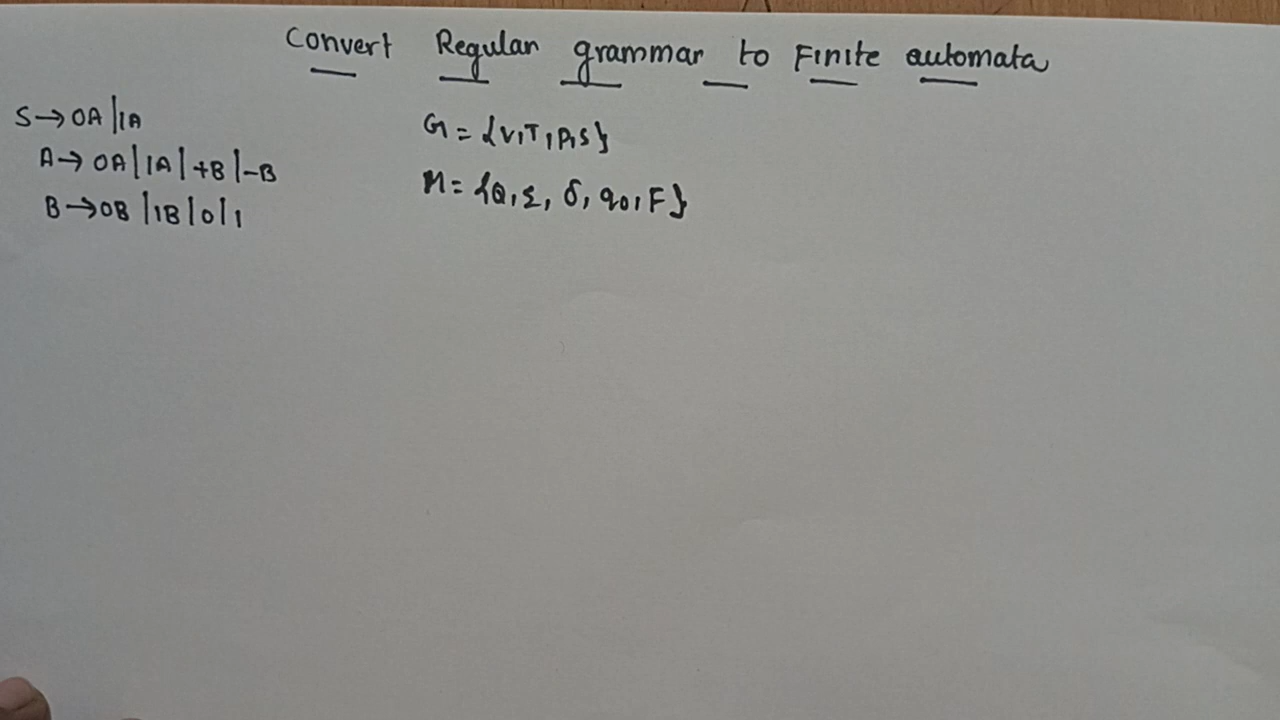 Convert Regular grammar to Finite automata
S→0A|1A
A→0A|1A|+B|-B
B→0B|1B|0|1
G={V,T,P,S}
M={Q,Σ,δ,q0,F}